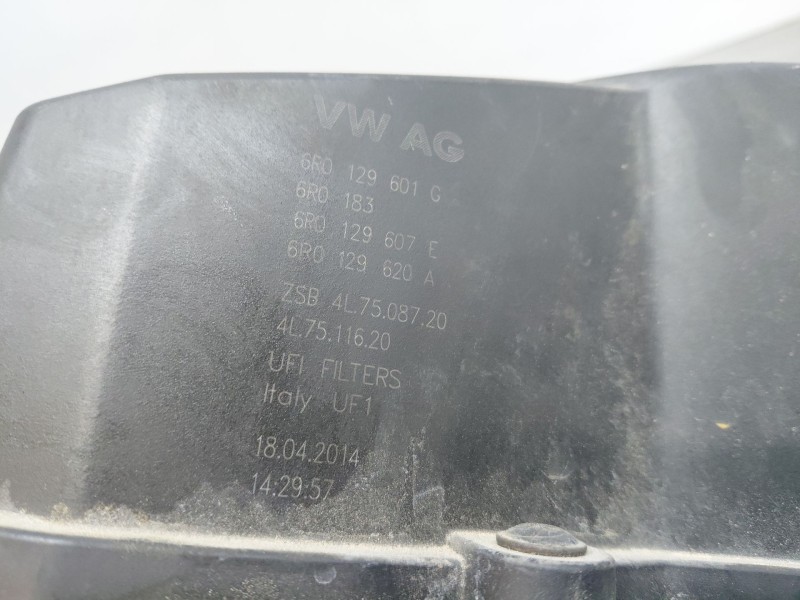 VW AG
6R0 129 601 G
6R0 183
6R0 129 607 E
6R0 129 620 A
ZSB 4L.75.087.20
4L.75.116.20
UFI FILTERS
Italy UF1
18.04.2014
14:29:57